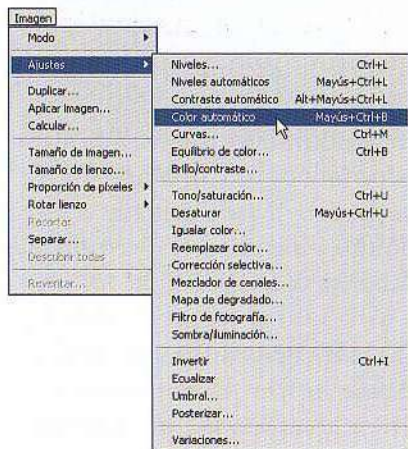 Imagen
Modo
Ajustes
Duplicar...
Aplicar Imagen...
Calcular...
Tamaño de Imagen...
Tamaño de lienzo...
Proporción de píxeles
Rotar lienzo
Recortar
Separar...
Descubrir todas
Reventar...
Niveles... Ctrl+L
Niveles automáticos Mayús+Ctrl+L
Contraste automático Alt+Mayús+Ctrl+L
Color automático Mayús+Ctrl+B
Curvas... Ctrl+M
Equilibrio de color... Ctrl+B
Brillo/contraste...
Tono/saturación... Ctrl+U
Desaturar Mayús+Ctrl+U
Igualar color...
Reemplazar color...
Corrección selectiva...
Mezclador de canales...
Mapa de degradado...
Filtro de fotografía...
Sombra/iluminación...
Invertir Ctrl+I
Ecualizar
Umbral...
Posterizar...
Variaciones...